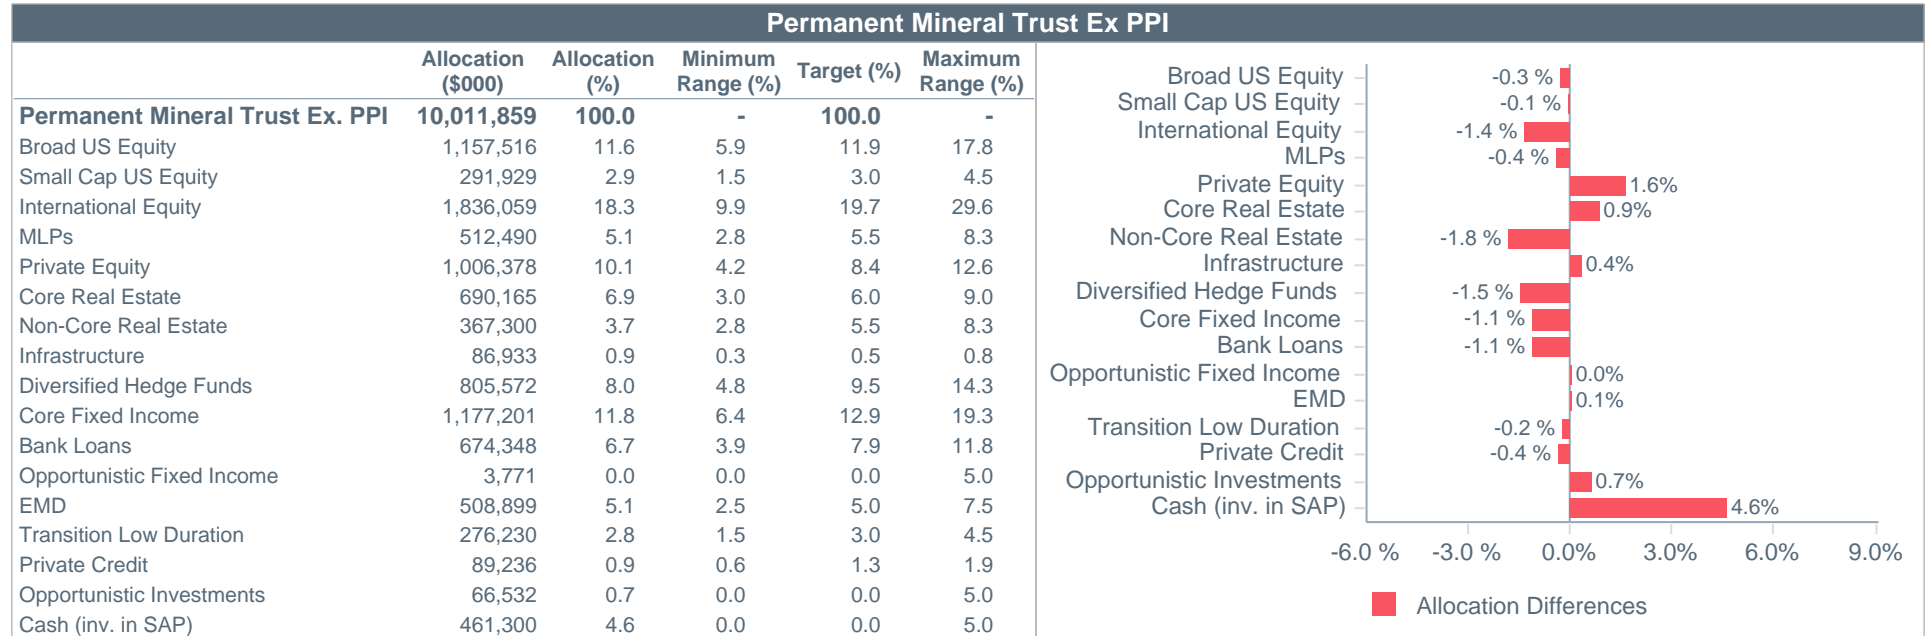 Permanent Mineral Trust Ex PPI
Allocation ($000) Allocation (%) Minimum Range (%) Target (%) Maximum Range (%)
Permanent Mineral Trust Ex. PPI 10,011,859 100.0 - 100.0 -
Broad US Equity 1,157,516 11.6 5.9 11.9 17.8
Small Cap US Equity 291,929 2.9 1.5 3.0 4.5
International Equity 1,836,059 18.3 9.9 19.7 29.6
MLPs 512,490 5.1 2.8 5.5 8.3
Private Equity 1,006,378 10.1 4.2 8.4 12.6
Core Real Estate 690,165 6.9 3.0 6.0 9.0
Non-Core Real Estate 367,300 3.7 2.8 5.5 8.3
Infrastructure 86,933 0.9 0.3 0.5 0.8
Diversified Hedge Funds 805,572 8.0 4.8 9.5 14.3
Core Fixed Income 1,177,201 11.8 6.4 12.9 19.3
Bank Loans 674,348 6.7 3.9 7.9 11.8
Opportunistic Fixed Income 3,771 0.0 0.0 0.0 5.0
EMD 508,899 5.1 2.5 5.0 7.5
Transition Low Duration 276,230 2.8 1.5 3.0 4.5
Private Credit 89,236 0.9 0.6 1.3 1.9
Opportunistic Investments 66,532 0.7 0.0 0.0 5.0
Cash (inv. in SAP) 461,300 4.6 0.0 0.0 5.0
Broad US Equity -0.3 %
Small Cap US Equity -0.1 %
International Equity -1.4 %
MLPs -0.4 %
Private Equity 1.6%
Core Real Estate 0.9%
Non-Core Real Estate -1.8 %
Infrastructure 0.4%
Diversified Hedge Funds -1.5 %
Core Fixed Income -1.1 %
Bank Loans -1.1 %
Opportunistic Fixed Income 0.0%
EMD 0.1%
Transition Low Duration -0.2 %
Private Credit -0.4 %
Opportunistic Investments 0.7%
Cash (inv. in SAP) 4.6%
-6.0 % -3.0 % 0.0% 3.0% 6.0% 9.0%
Allocation Differences